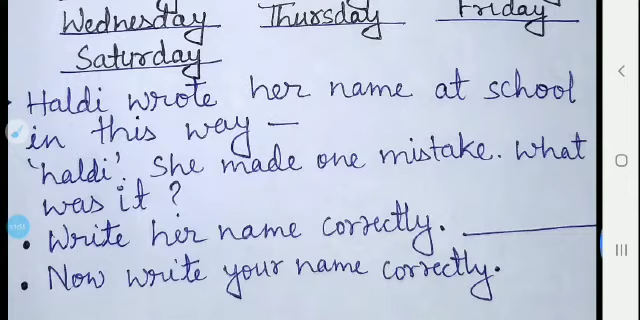 Wednesday Thursday Friday
Saturday
Haldi wrote her name at school
in this way —
'haldi'. She made one mistake. What
was it?
• Write her name correctly. ________
• Now write your name correctly.